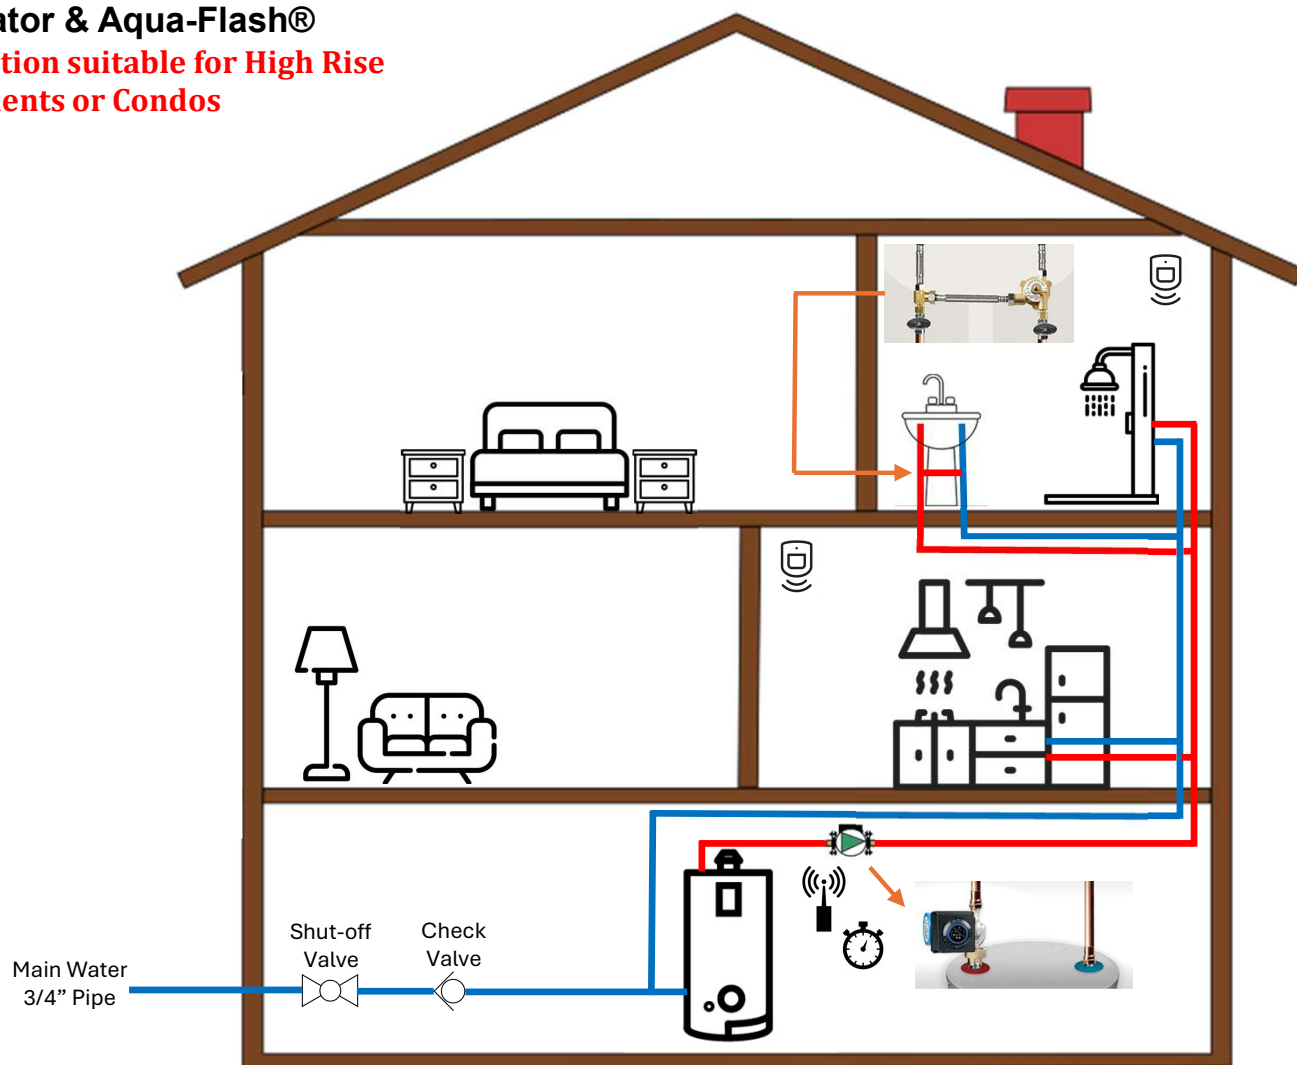 ator & Aqua-Flash®
tion suitable for High Rise
ents or Condos
Shut-off
Valve
Check
Valve
Main Water
3/4” Pipe